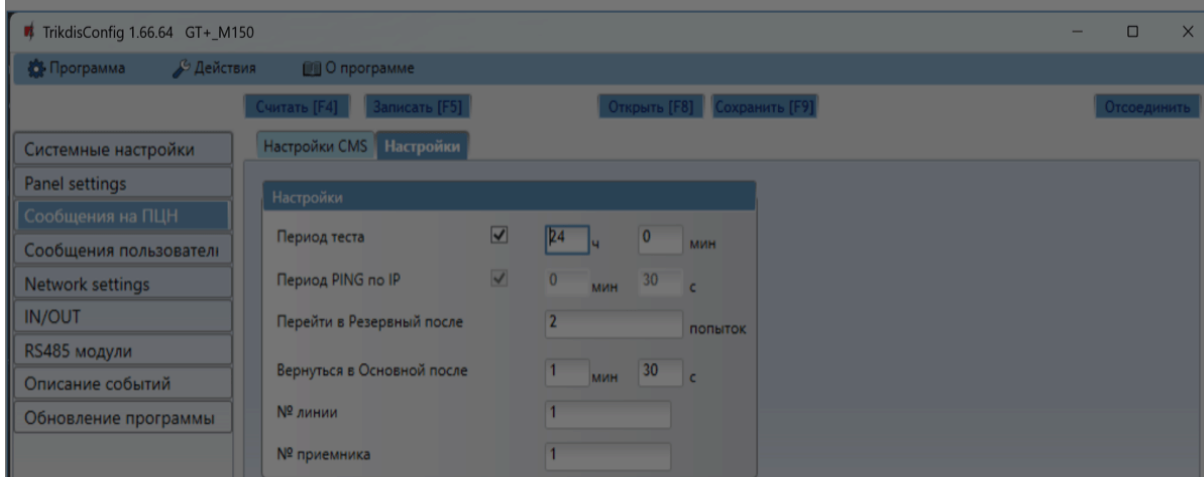 TrikdisConfig 1.66.64 GT+_M150
Программа Действия О программе
Считать [F4] Записать [F5] Открыть [F8] Сохранить [F9] Отсоединить
Системные настройки
Panel settings
Сообщения на ПЦН
Сообщения пользователı
Network settings
IN/OUT
RS485 модули
Описание событий
Обновление программы
Настройки CMS Настройки
Настройки
Период теста 24 ч 0 мин
Период PING по IP 0 мин 30 с
Перейти в Резервный после 2 попыток
Вернуться в Основной после 1 мин 30 с
№ линии 1
№ приемника 1